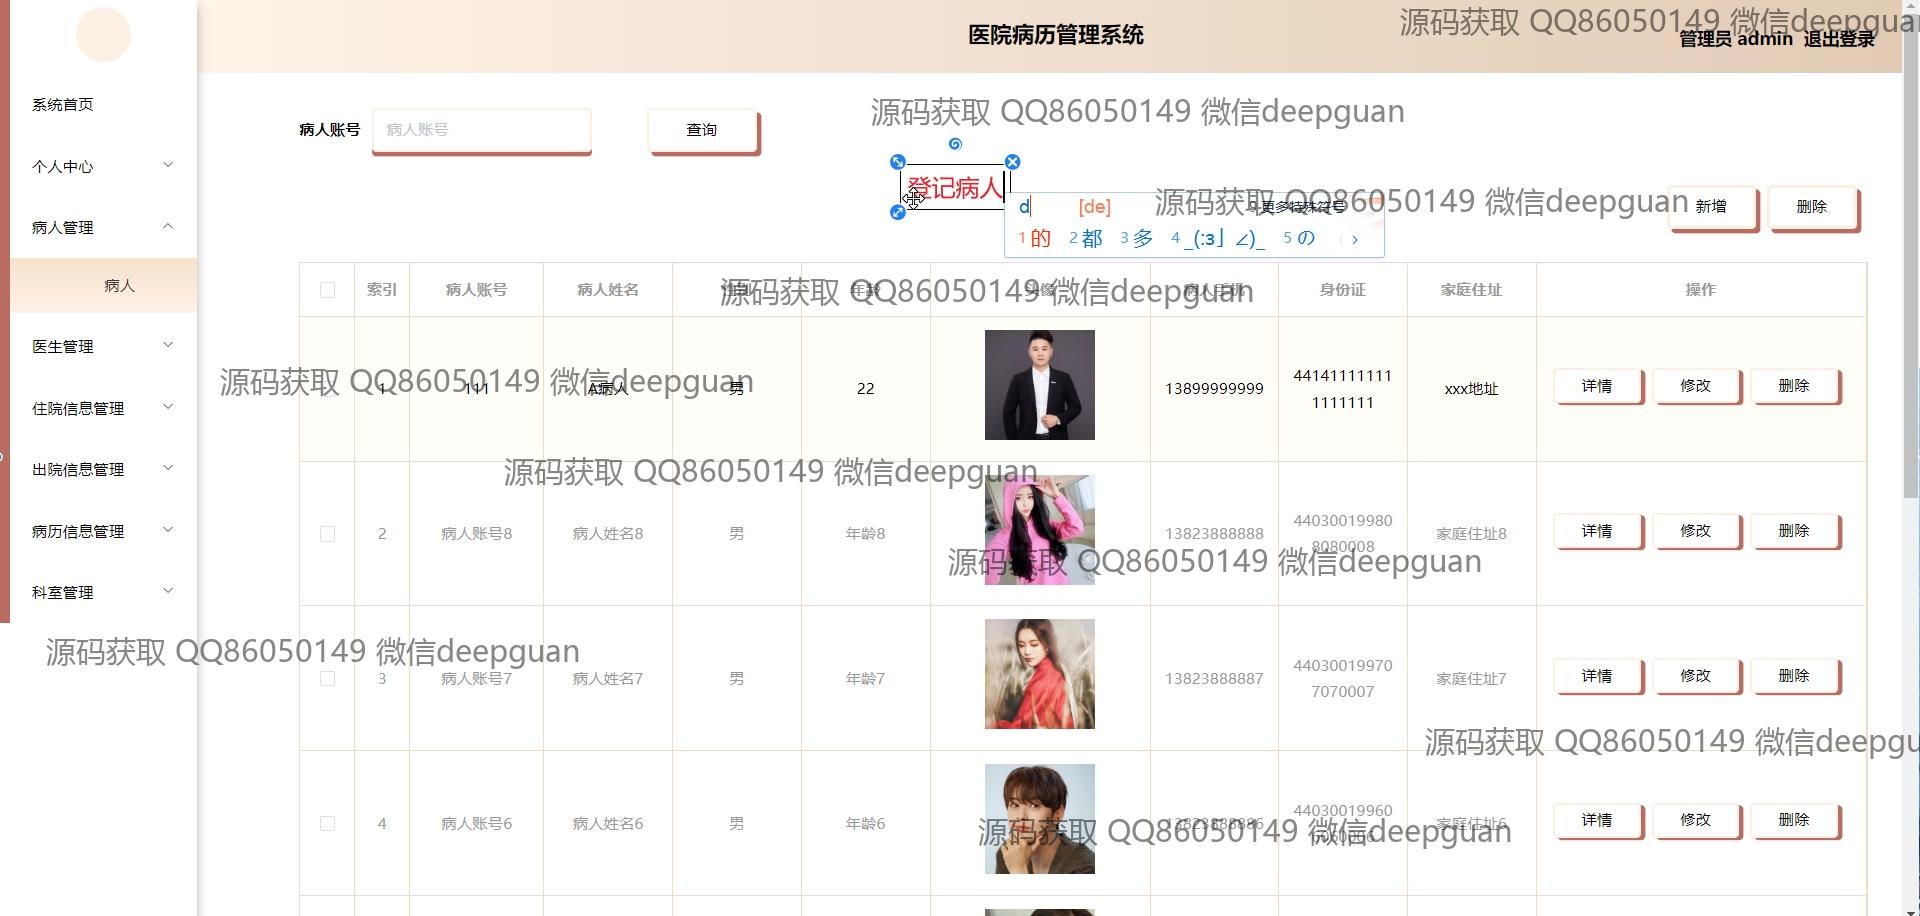 医院病历管理系统
管理员 admin 退出登录
源码获取 QQ86050149 微信deepgua
系统首页
个人中心
病人管理
病人
医生管理
住院信息管理
出院信息管理
病历信息管理
科室管理
病人账号 病人账号 查询
源码获取 QQ86050149 微信deepguan
登记病人
d [de] 9.更多特殊符号
1 的 2 都 3 多 4 _(:з」∠)_ 5 の
源码获取 QQ86050149 微信deepguan
新增 删除
索引 病人账号 病人姓名 性别 年龄 头像 病人手机 身份证 家庭住址 操作
源码获取 QQ86050149 微信deepguan
1 111 A病人 男 22 13899999999 44141111111 xxx地址 详情 修改 删除
1111111
源码获取 QQ86050149 微信deepguan
源码获取 QQ86050149 微信deepguan
2 病人账号8 病人姓名8 男 年龄8 13823888888 44030019980 家庭住址8 详情 修改 删除
8080008
源码获取 QQ86050149 微信deepguan
源码获取 QQ86050149 微信deepguan
3 病人账号7 病人姓名7 男 年龄7 13823888887 44030019970 家庭住址7 详情 修改 删除
7070007
源码获取 QQ86050149 微信deepgu
4 病人账号6 病人姓名6 男 年龄6 13823888886 44030019960 家庭住址6 详情 修改 删除
6060006
源码获取 QQ86050149 微信deepguan